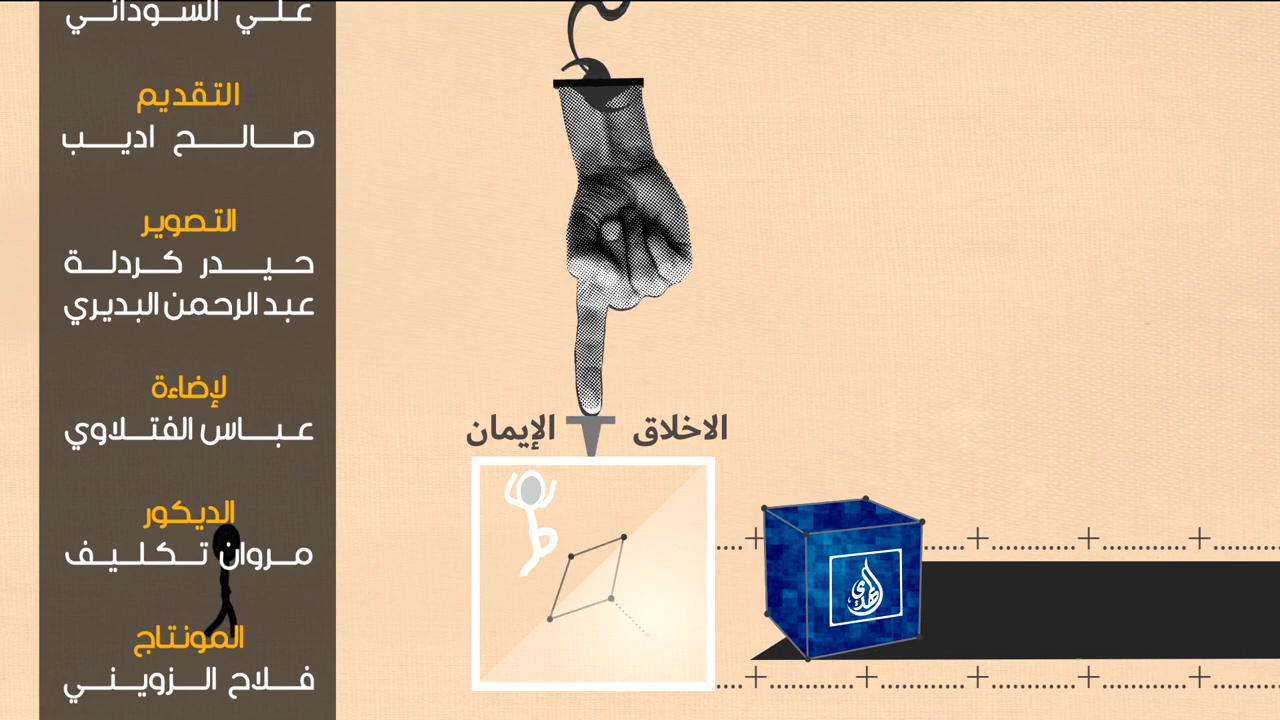 علي السوداني
التقديم
صالح اديب
التصوير
حيدر كردلة
عبد الرحمن البديري
لإضاءة
عباس الفتلاوي
الديكور
مروان تكليف
المونتاج
فلاح الزويني
الاخلاق
الإيمان
الهدى